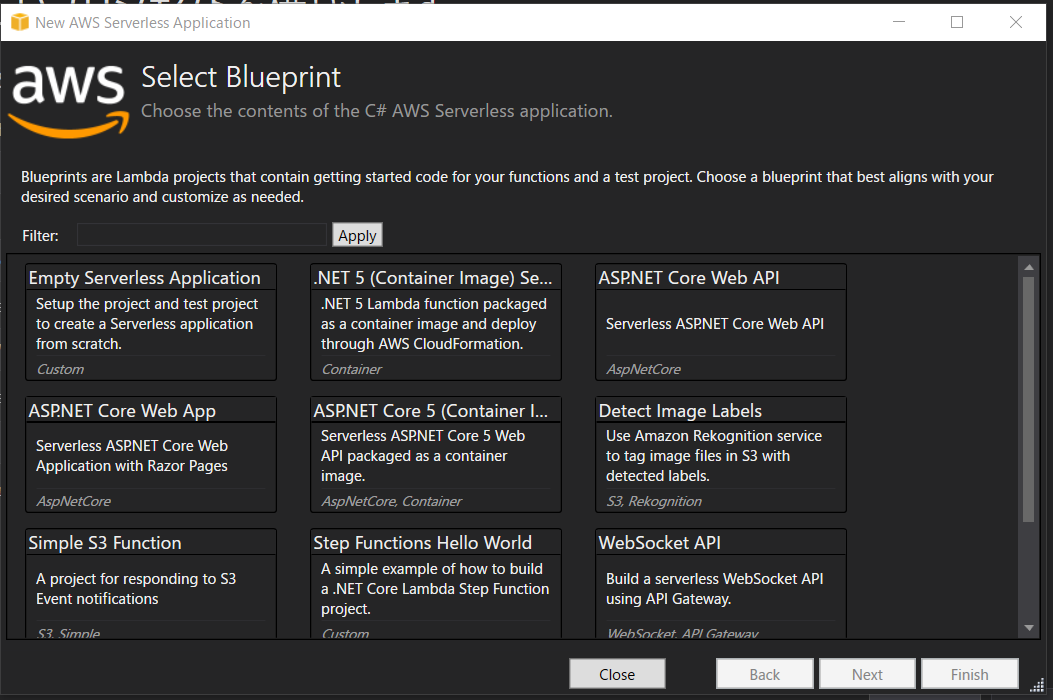 New AWS Serverless Application
aws
Select Blueprint
Choose the contents of the C# AWS Serverless application.
Blueprints are Lambda projects that contain getting started code for your functions and a test project. Choose a blueprint that best aligns with your
desired scenario and customize as needed.
Filter:
Apply
Empty Serverless Application
Setup the project and test project
to create a Serverless application
from scratch.
Custom
.NET 5 (Container Image) Se...
.NET 5 Lambda function packaged
as a container image and deploy
through AWS CloudFormation.
Container
ASP.NET Core Web API
Serverless ASP.NET Core Web API
AspNetCore
ASP.NET Core Web App
Serverless ASP.NET Core Web
Application with Razor Pages
AspNetCore
ASP.NET Core 5 (Container I...
Serverless ASP.NET Core 5 Web
API packaged as a container
image.
AspNetCore, Container
Detect Image Labels
Use Amazon Rekognition service
to tag image files in S3 with
detected labels.
S3, Rekognition
Simple S3 Function
A project for responding to S3
Event notifications
S3, Simple
Step Functions Hello World
A simple example of how to build
a .NET Core Lambda Step Function
project.
Custom
WebSocket API
Build a serverless WebSocket API
using API Gateway.
WebSocket, API Gateway
Close
Back
Next
Finish